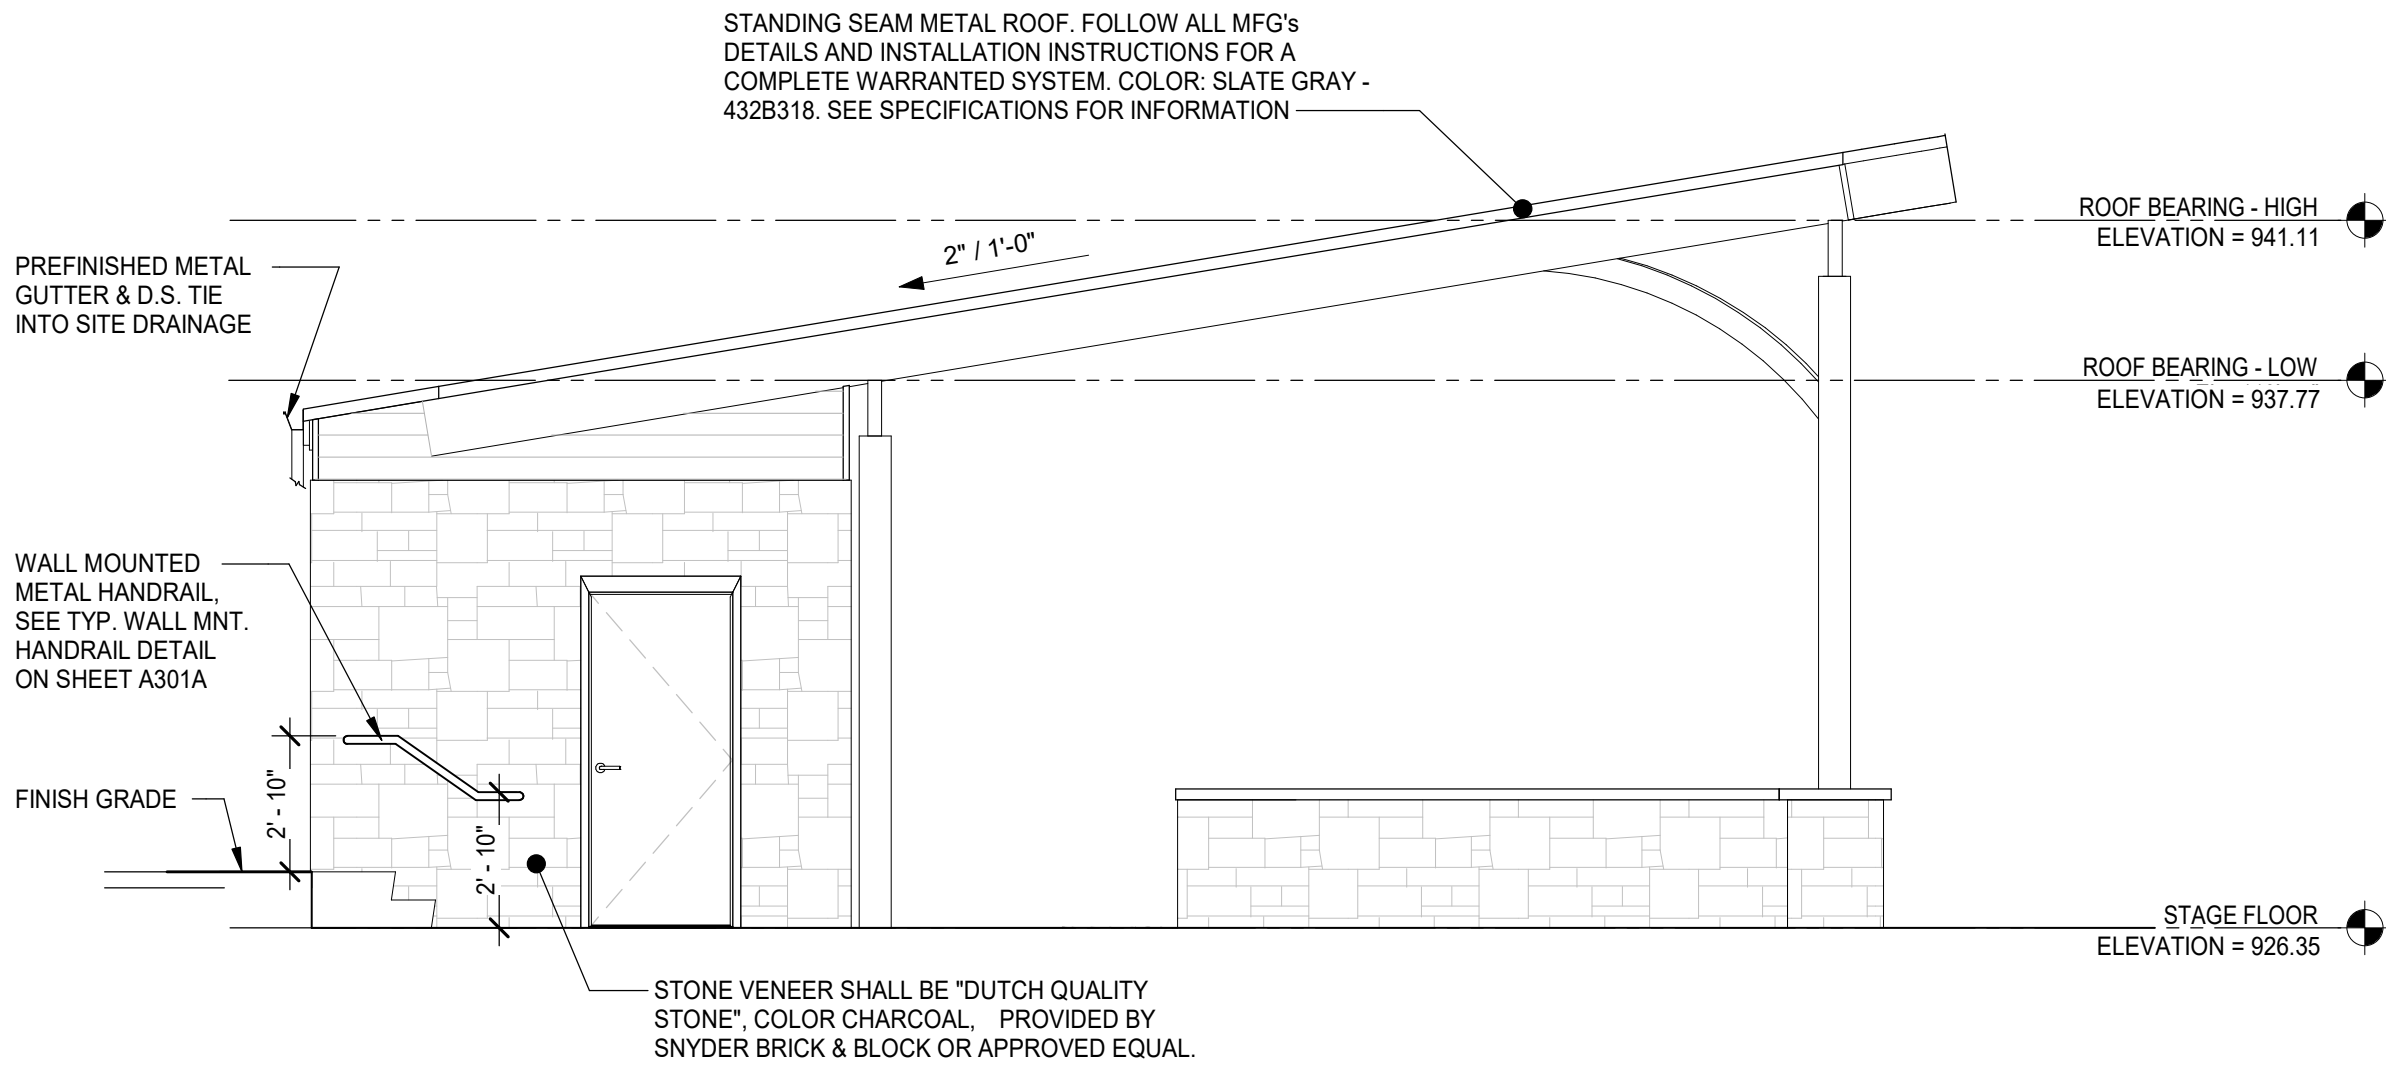 STANDING SEAM METAL ROOF. FOLLOW ALL MFG's
DETAILS AND INSTALLATION INSTRUCTIONS FOR A
COMPLETE WARRANTED SYSTEM. COLOR: SLATE GRAY -
432B318. SEE SPECIFICATIONS FOR INFORMATION
ROOF BEARING - HIGH
ELEVATION = 941.11
2" / 1'-0"
PREFINISHED METAL
GUTTER & D.S. TIE
INTO SITE DRAINAGE
ROOF BEARING - LOW
ELEVATION = 937.77
WALL MOUNTED
METAL HANDRAIL,
SEE TYP. WALL MNT.
HANDRAIL DETAIL
ON SHEET A301A
2' - 10"
FINISH GRADE
2' - 10"
STAGE FLOOR
ELEVATION = 926.35
STONE VENEER SHALL BE "DUTCH QUALITY
STONE", COLOR CHARCOAL, PROVIDED BY
SNYDER BRICK & BLOCK OR APPROVED EQUAL.